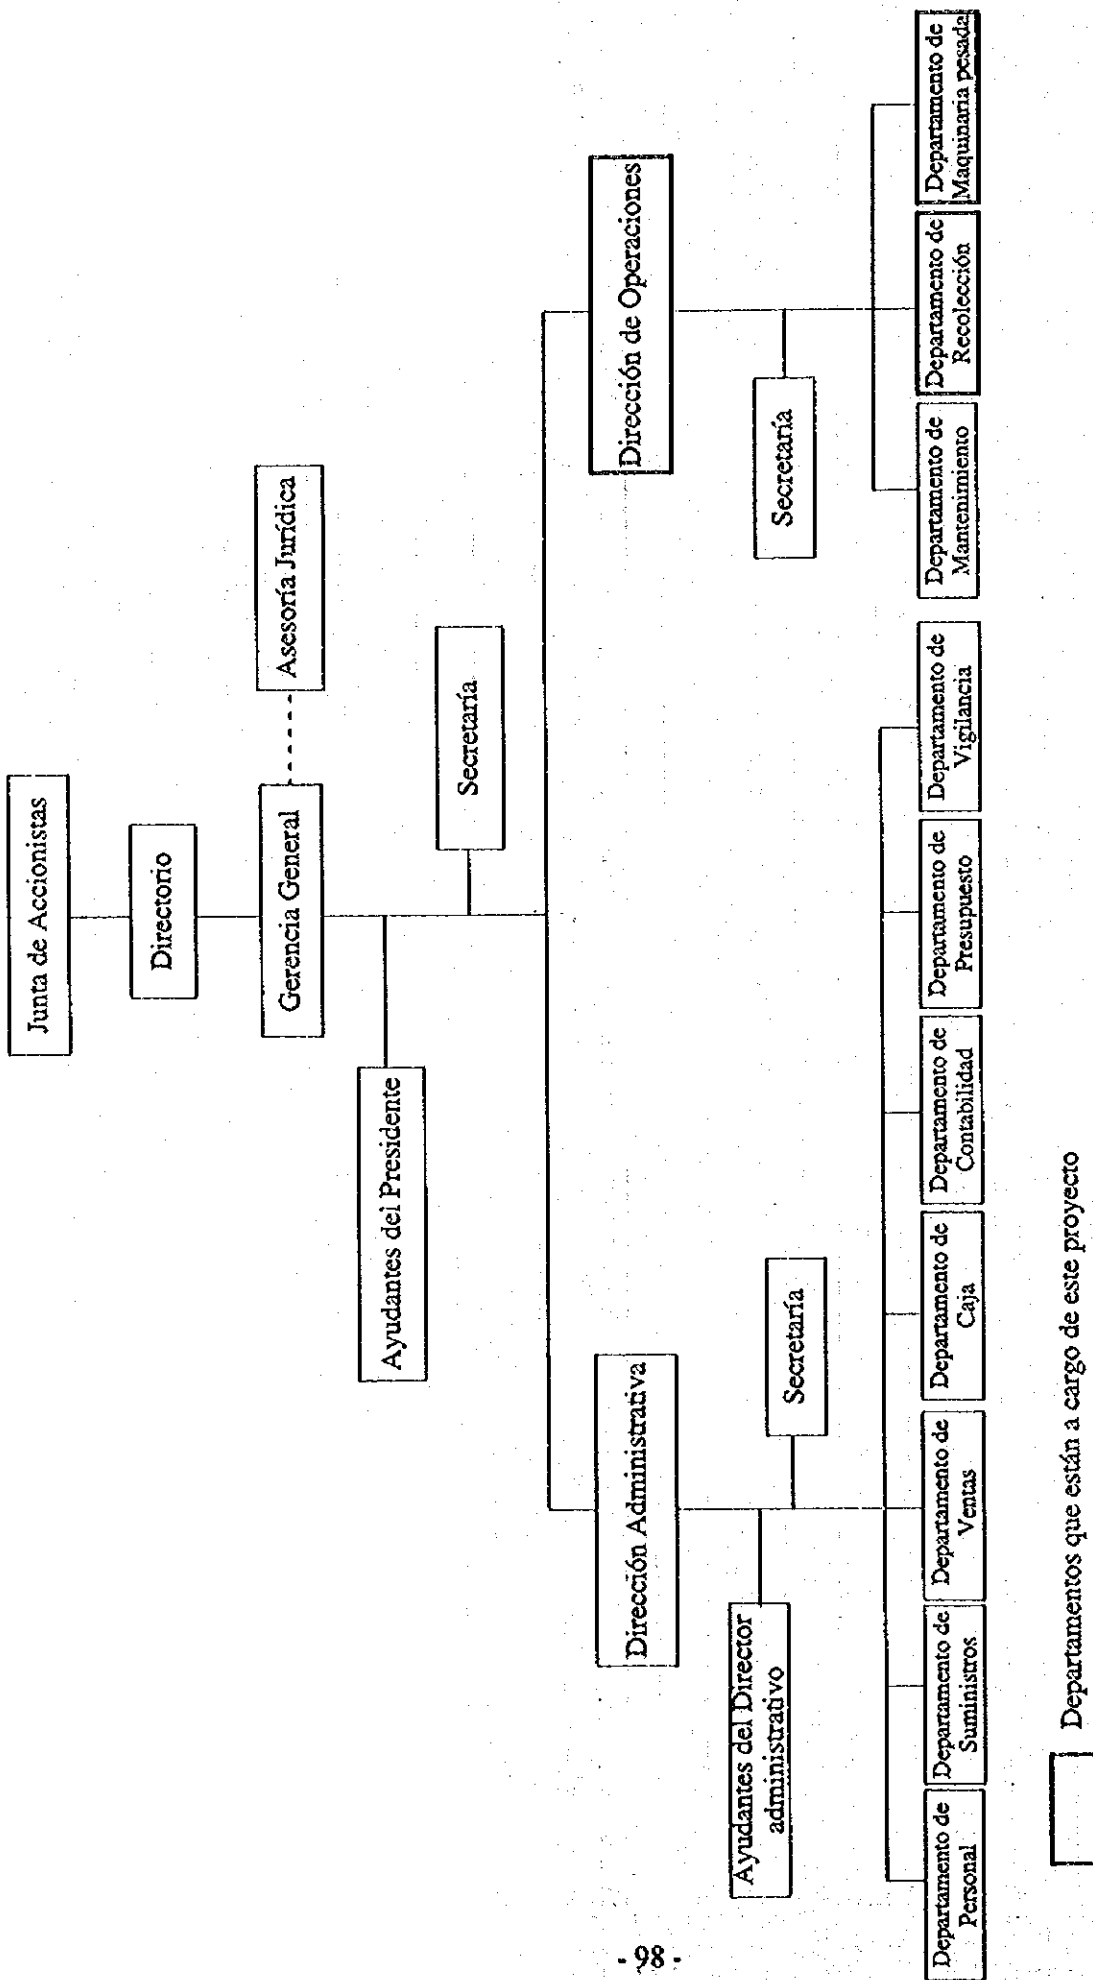 Junta de Accionistas
Directorio
Gerencia General
Asesoría Jurídica
Ayudantes del Presidente
Secretaría
Dirección Administrativa
Dirección de Operaciones
Ayudantes del Director
administrativo
Secretaría
Secretaría
Departamento de
Personal
Departamento de
Suministros
Departamento de
Ventas
Departamento de
Caja
Departamento de
Contabilidad
Departamento de
Presupuesto
Departamento de
Vigilancia
Departamento de
Mantenimiento
Departamento de
Recolección
Departamento de
Maquinaria pesada
Departamentos que están a cargo de este proyecto
- 98 -